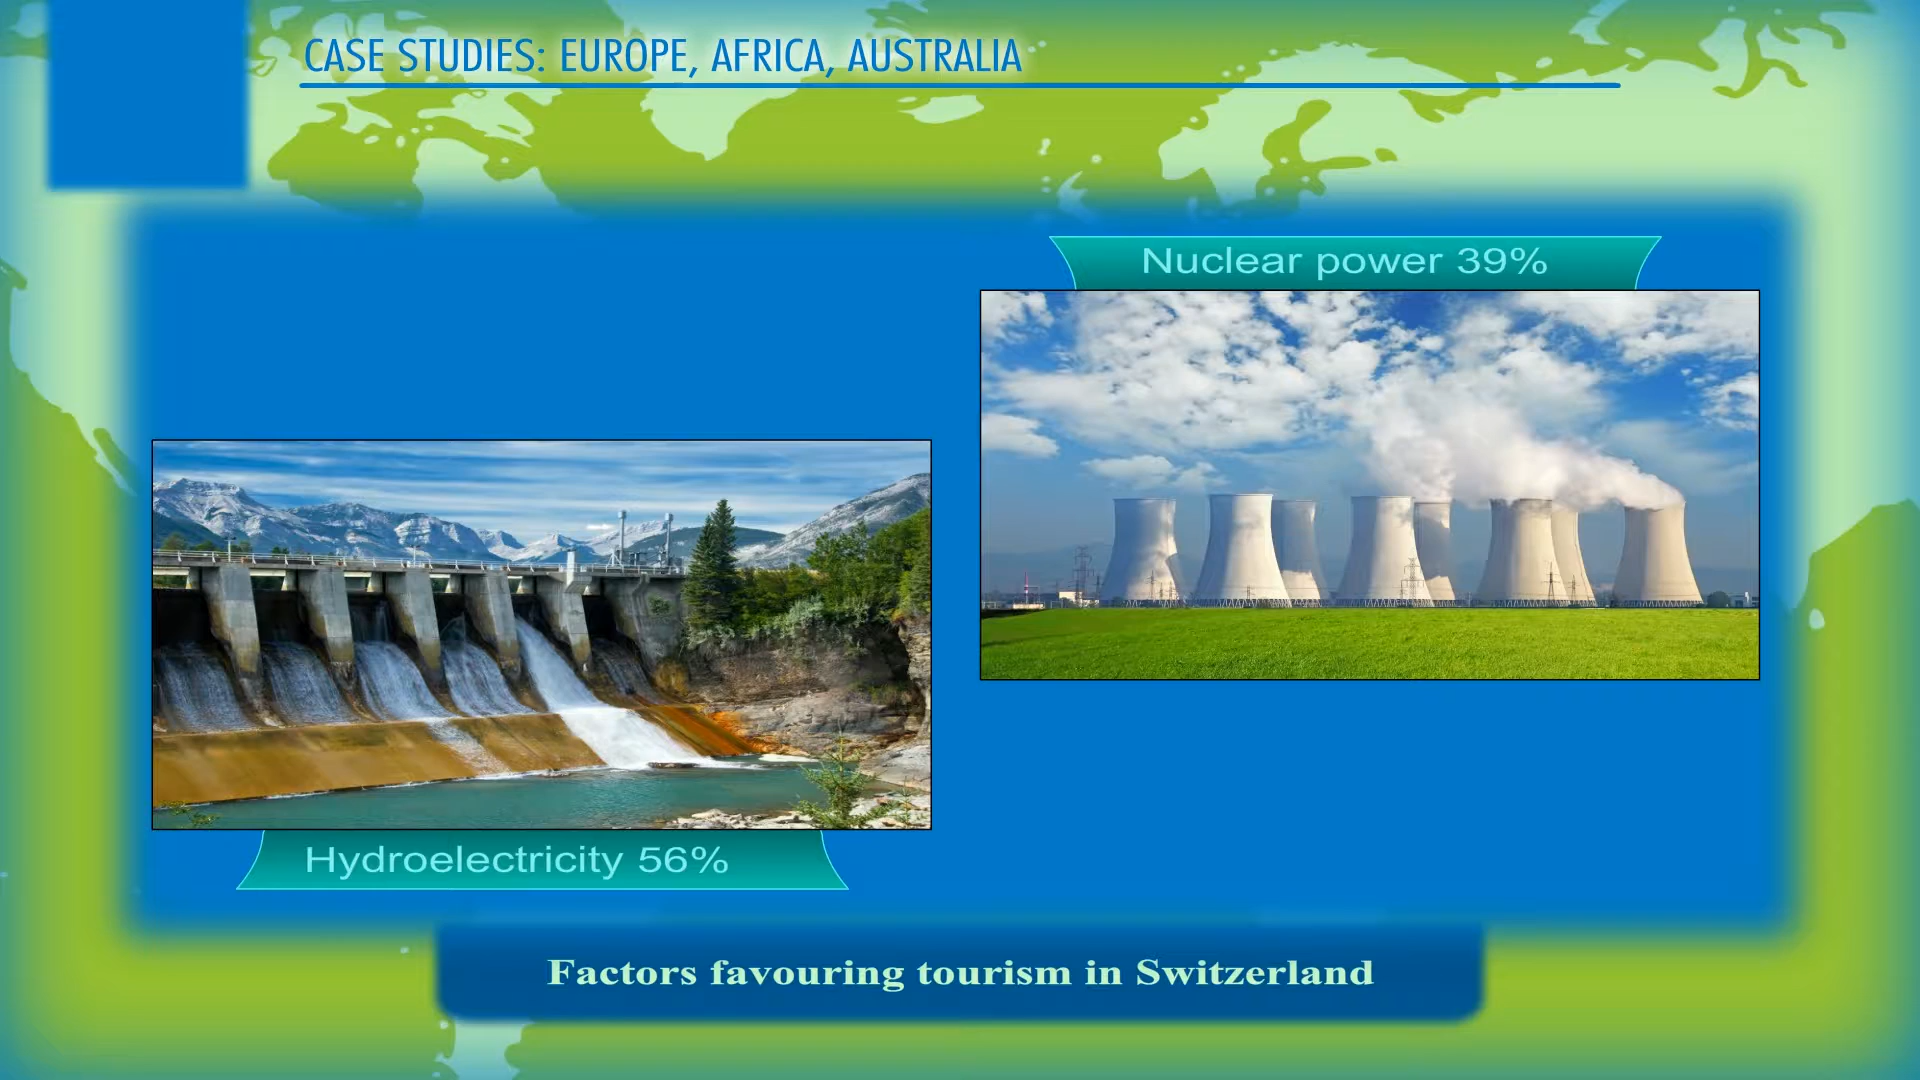 CASE STUDIES: EUROPE, AFRICA, AUSTRALIA
Nuclear power 39%
Hydroelectricity 56%
Factors favouring tourism in Switzerland